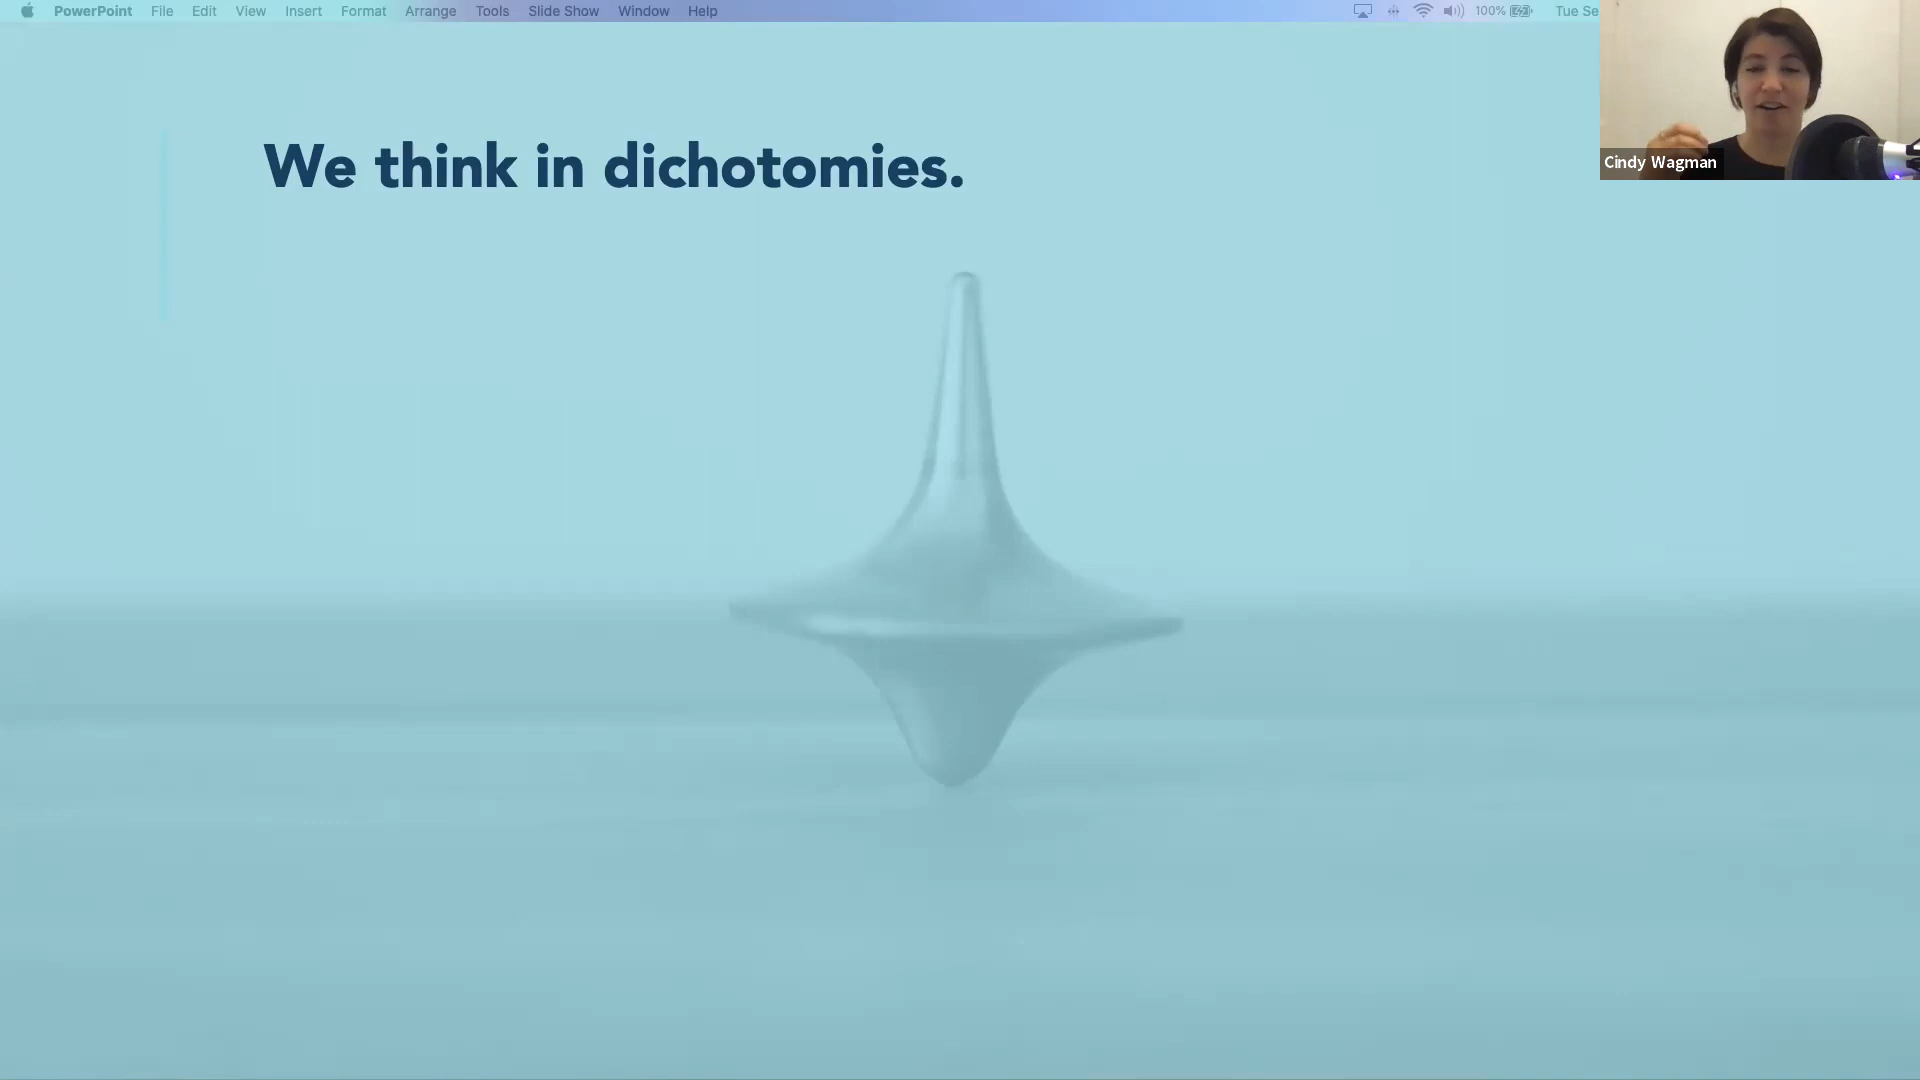 PowerPoint File Edit View Insert Format Arrange Tools Slide Show Window Help 100% Tue Se
We think in dichotomies.
Cindy Wagman